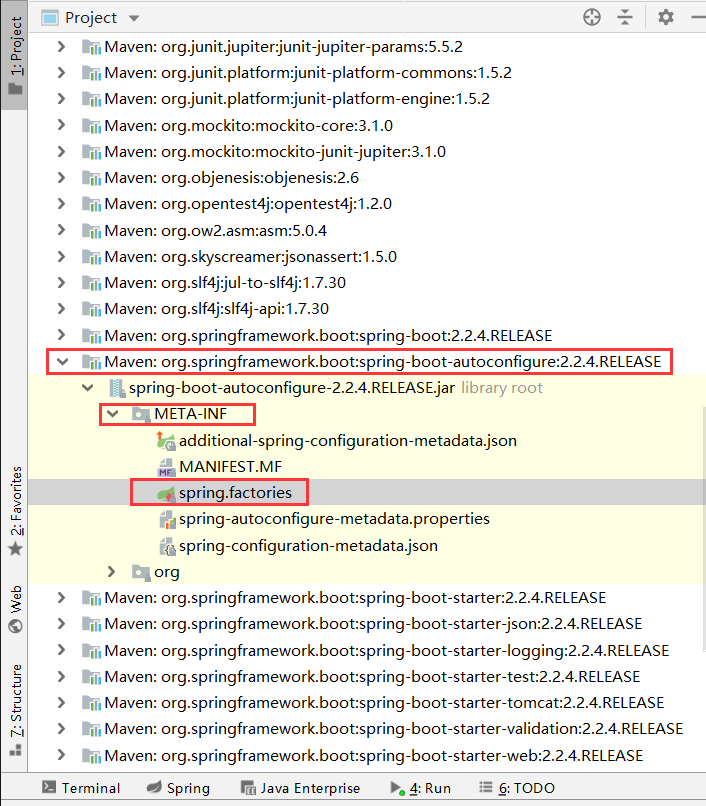 Project
1: Project
Maven: org.junit.jupiter:junit-jupiter-params:5.5.2
Maven: org.junit.platform:junit-platform-commons:1.5.2
Maven: org.junit.platform:junit-platform-engine:1.5.2
Maven: org.mockito:mockito-core:3.1.0
Maven: org.mockito:mockito-junit-jupiter:3.1.0
Maven: org.objenesis:objenesis:2.6
Maven: org.opentest4j:opentest4j:1.2.0
Maven: org.ow2.asm:asm:5.0.4
Maven: org.skyscreamer:jsonassert:1.5.0
Maven: org.slf4j:jul-to-slf4j:1.7.30
Maven: org.slf4j:slf4j-api:1.7.30
Maven: org.springframework.boot:spring-boot:2.2.4.RELEASE
Maven: org.springframework.boot:spring-boot-autoconfigure:2.2.4.RELEASE
spring-boot-autoconfigure-2.2.4.RELEASE.jar library root
META-INF
additional-spring-configuration-metadata.json
MF MANIFEST.MF
spring.factories
spring-autoconfigure-metadata.properties
spring-configuration-metadata.json
org
2: Favorites
Maven: org.springframework.boot:spring-boot-starter:2.2.4.RELEASE
Maven: org.springframework.boot:spring-boot-starter-json:2.2.4.RELEASE
Maven: org.springframework.boot:spring-boot-starter-logging:2.2.4.RELEASE
Maven: org.springframework.boot:spring-boot-starter-test:2.2.4.RELEASE
Maven: org.springframework.boot:spring-boot-starter-tomcat:2.2.4.RELEASE
Maven: org.springframework.boot:spring-boot-starter-validation:2.2.4.RELEASE
Maven: org.springframework.boot:spring-boot-starter-web:2.2.4.RELEASE
Web
7: Structure
Terminal Spring Java Enterprise 4: Run 6: TODO